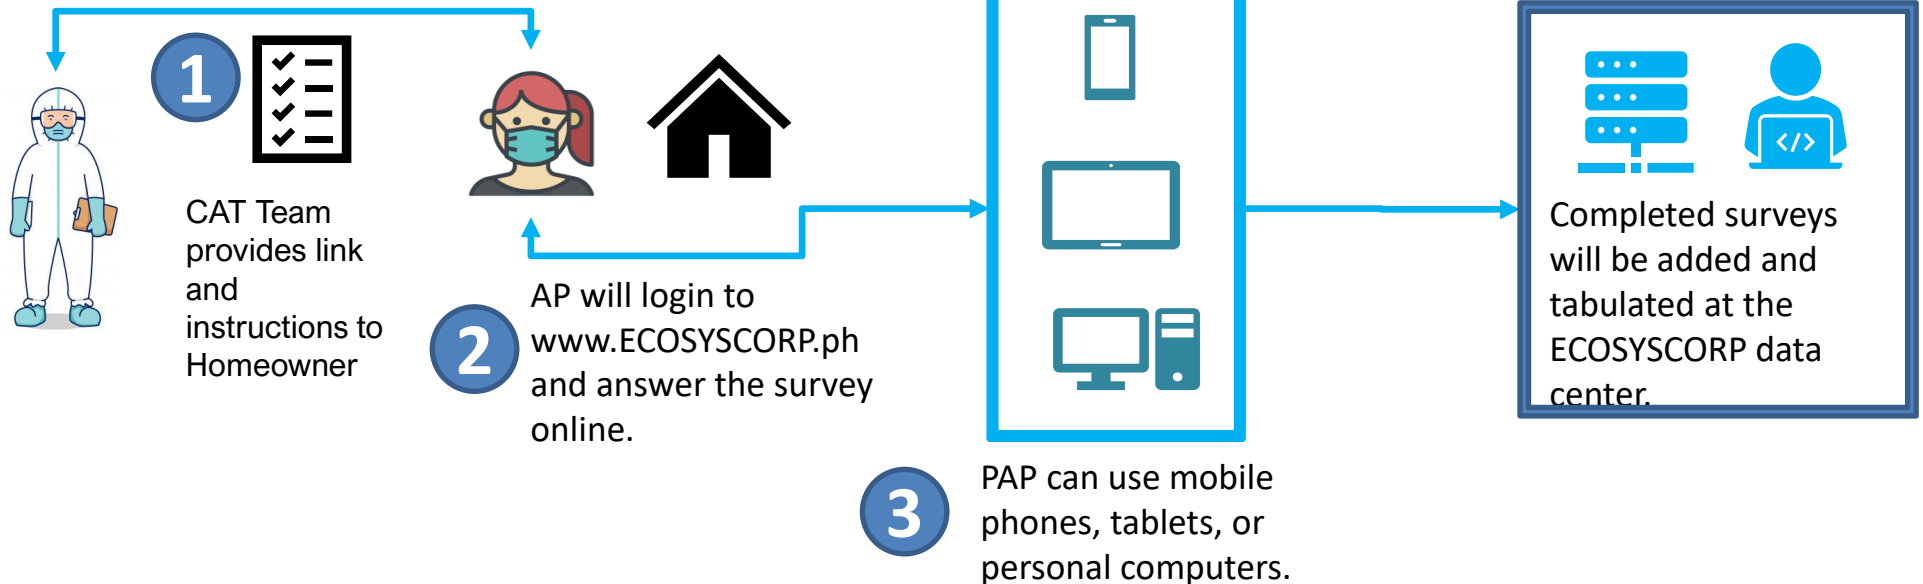 1
CAT Team
provides link
and
instructions to
Homeowner
2
AP will login to
www.ECOSYSCORP.ph
and answer the survey
online.
3
PAP can use mobile
phones, tablets, or
personal computers.
</>
Completed surveys
will be added and
tabulated at the
ECOSYSCORP data
center.